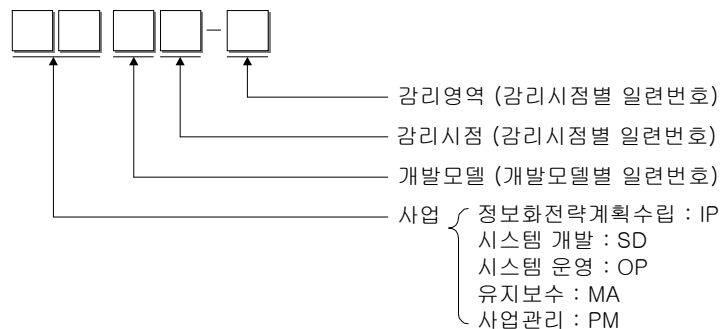 감리영역 (감리시점별 일련번호)
감리시점 (감리시점별 일련번호)
개발모델 (개발모델별 일련번호)
사업 정보화전략계획수립 : IP
시스템 개발 : SD
시스템 운영 : OP
유지보수 : MA
사업관리 : PM